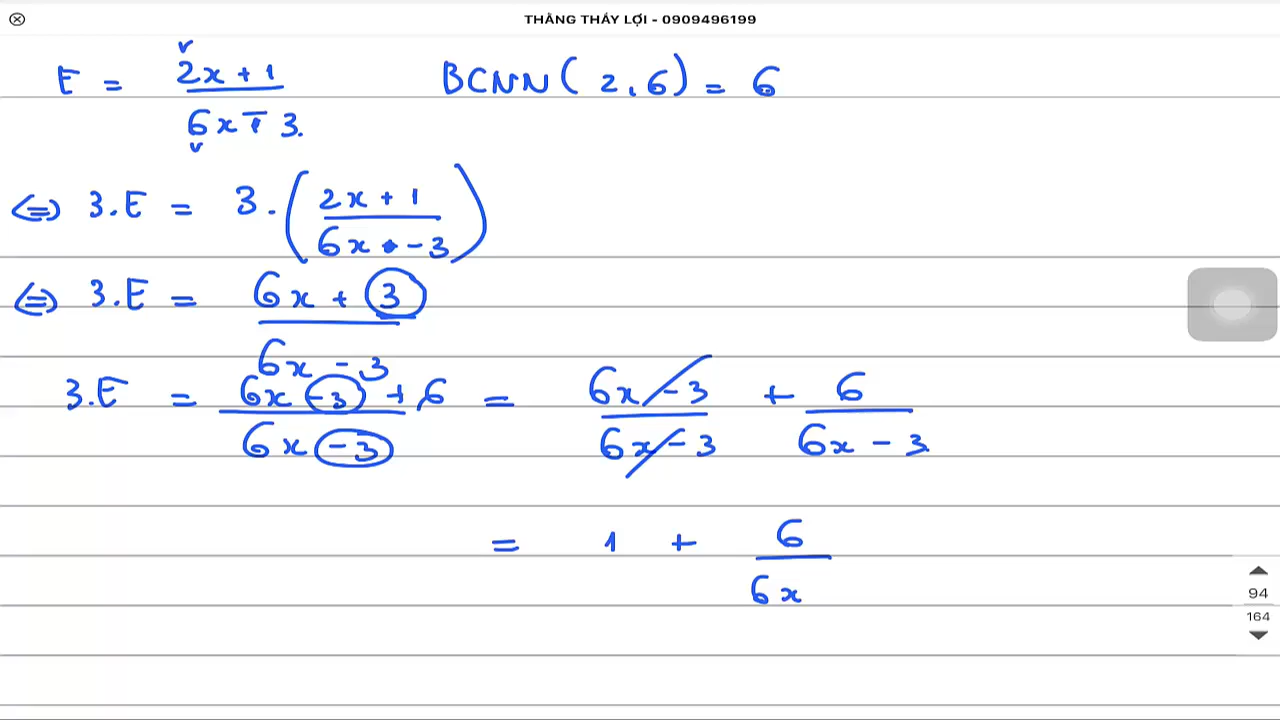 THẦNG THẦY LỢI - 0909496199
E = (2x + 1)/(6x - 3) BCNN(2, 6) = 6
⇔ 3.E = 3.((2x + 1)/(6x - 3))
⇔ 3.E = (6x + 3)/(6x - 3)
3.E = (6x - 3 + 6)/(6x - 3) = (6x - 3)/(6x - 3) + 6/(6x - 3)
= 1 + 6/(6x
94
164